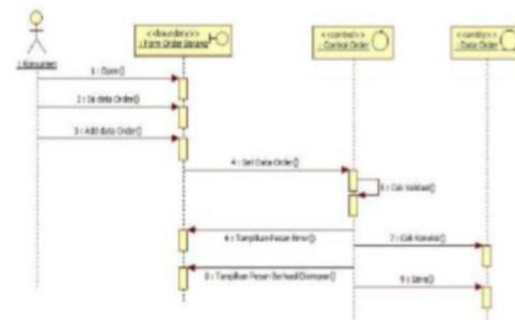 <<boundary>>
: Form Order Barang
<<control>>
: Control Order
<<entity>>
: Data Order
: Konsumen
1 : Open()
2 : Isi data Order()
3 : Add data Order()
4 : Get Data Order()
5 : Cek Validasi()
6 : Tampilkan Pesan Error()
7 : Cek Koneksi()
8 : Tampilkan Pesan Berhasil Disimpan()
9 : Save()